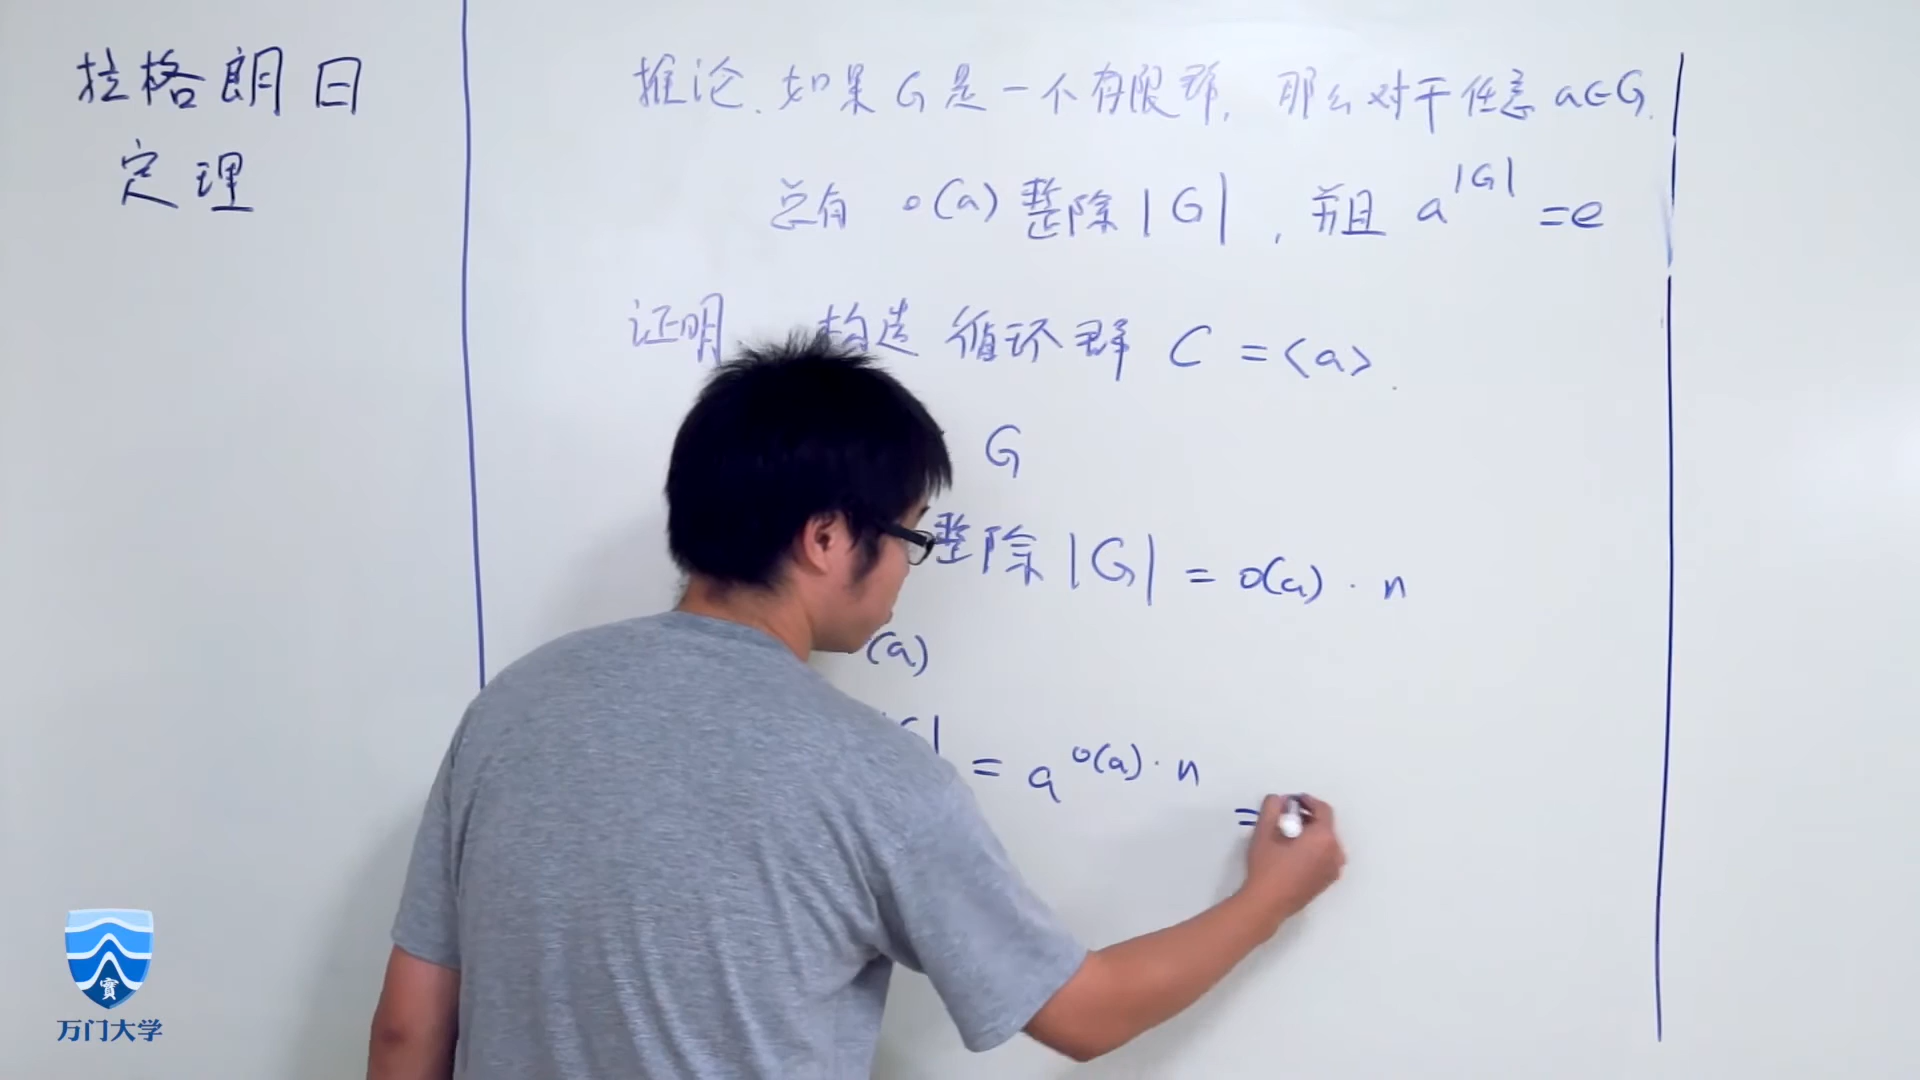 拉格朗日
定理
推论. 如果 G 是一个有限群, 那么对于任意 a∈G.
总有 o(a) 整除 |G| , 并且 a^|G| = e
证明 构造 循环群 C = <a>.
G
整除 |G| = o(a) · n
(a)
G| = a^o(a)·n =
實
万门大学